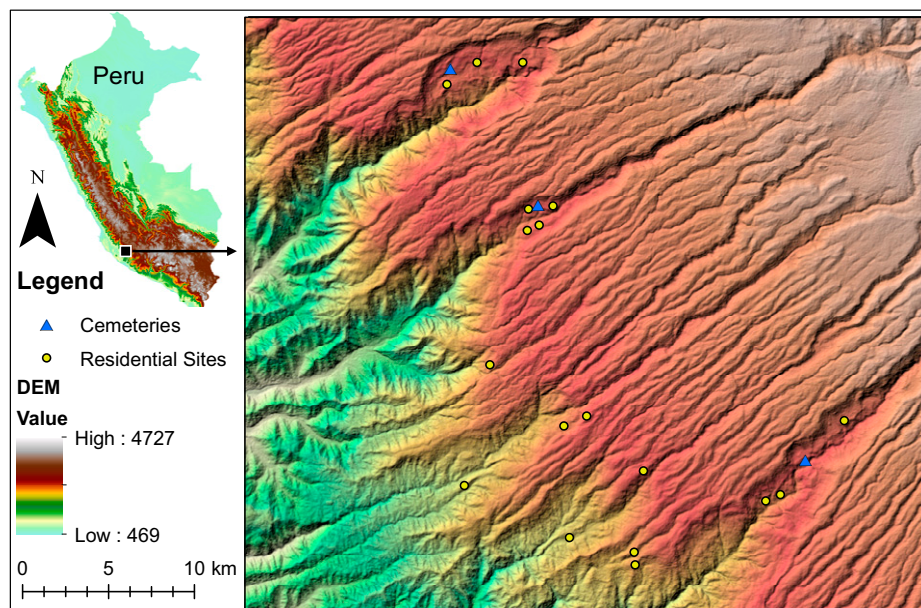 Peru
N
Legend
Cemeteries
Residential Sites
DEM
Value
High : 4727
Low : 469
0 5 10 km